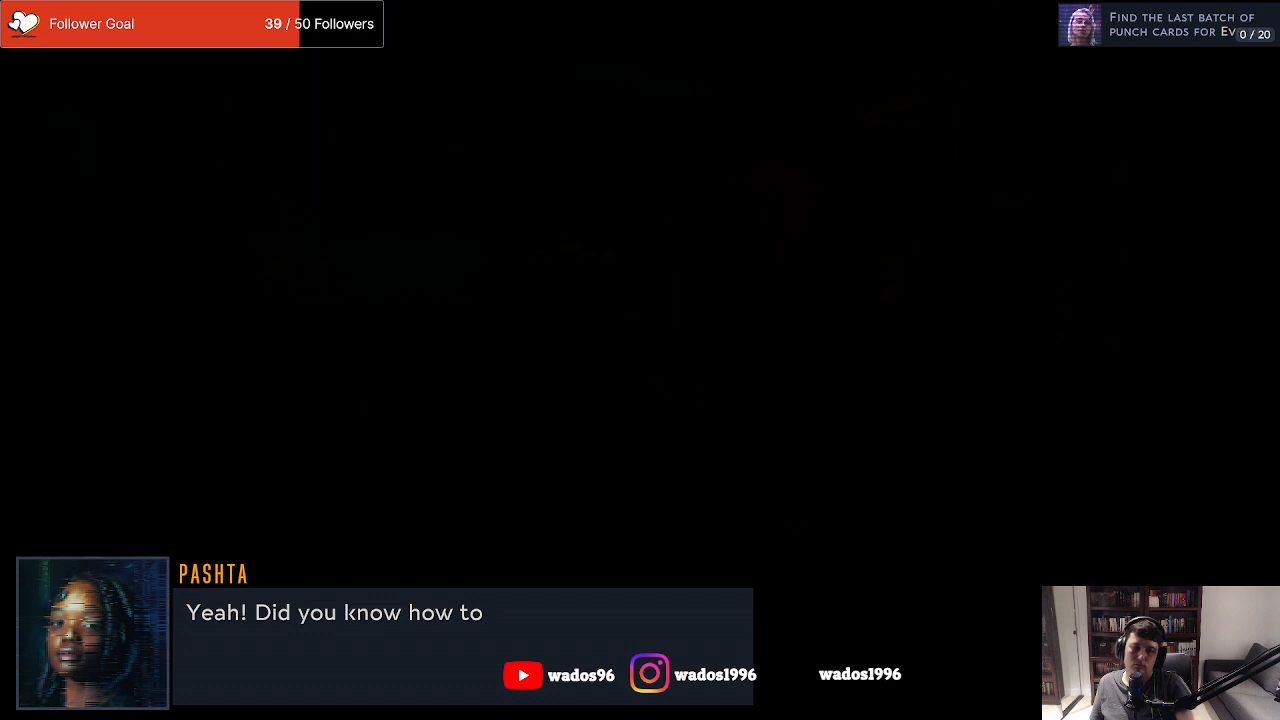 Follower Goal
39 / 50 Followers
FIND THE LAST BATCH OF
PUNCH CARDS FOR EV
0 / 20
PASHTA
Yeah! Did you know how to
wados96
wados1996
wados1996